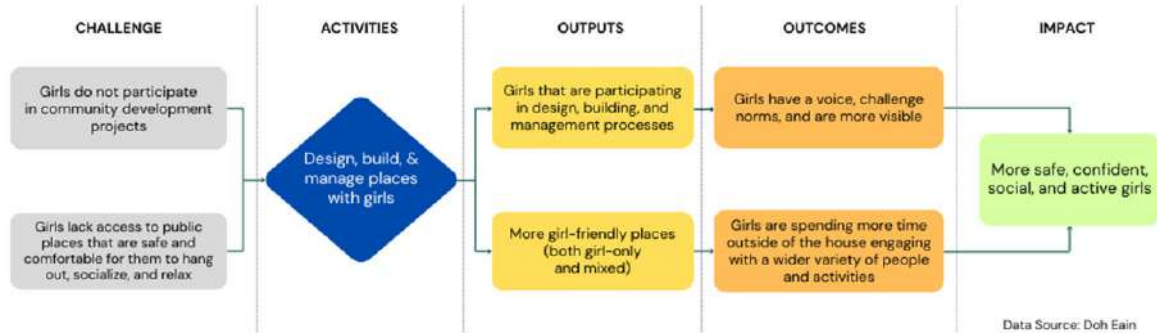 CHALLENGE
ACTIVITIES
OUTPUTS
OUTCOMES
IMPACT
Girls do not participate
in community development
projects
Girls lack access to public
places that are safe and
comfortable for them to hang
out, socialize, and relax
Design, build, &
manage places
with girls
Girls that are participating
in design, building, and
management processes
More girl-friendly places
(both girl-only
and mixed)
Girls have a voice, challenge
norms, and are more visible
Girls are spending more time
outside of the house engaging
with a wider variety of people
and activities
More safe, confident,
social, and active girls
Data Source: Doh Eain